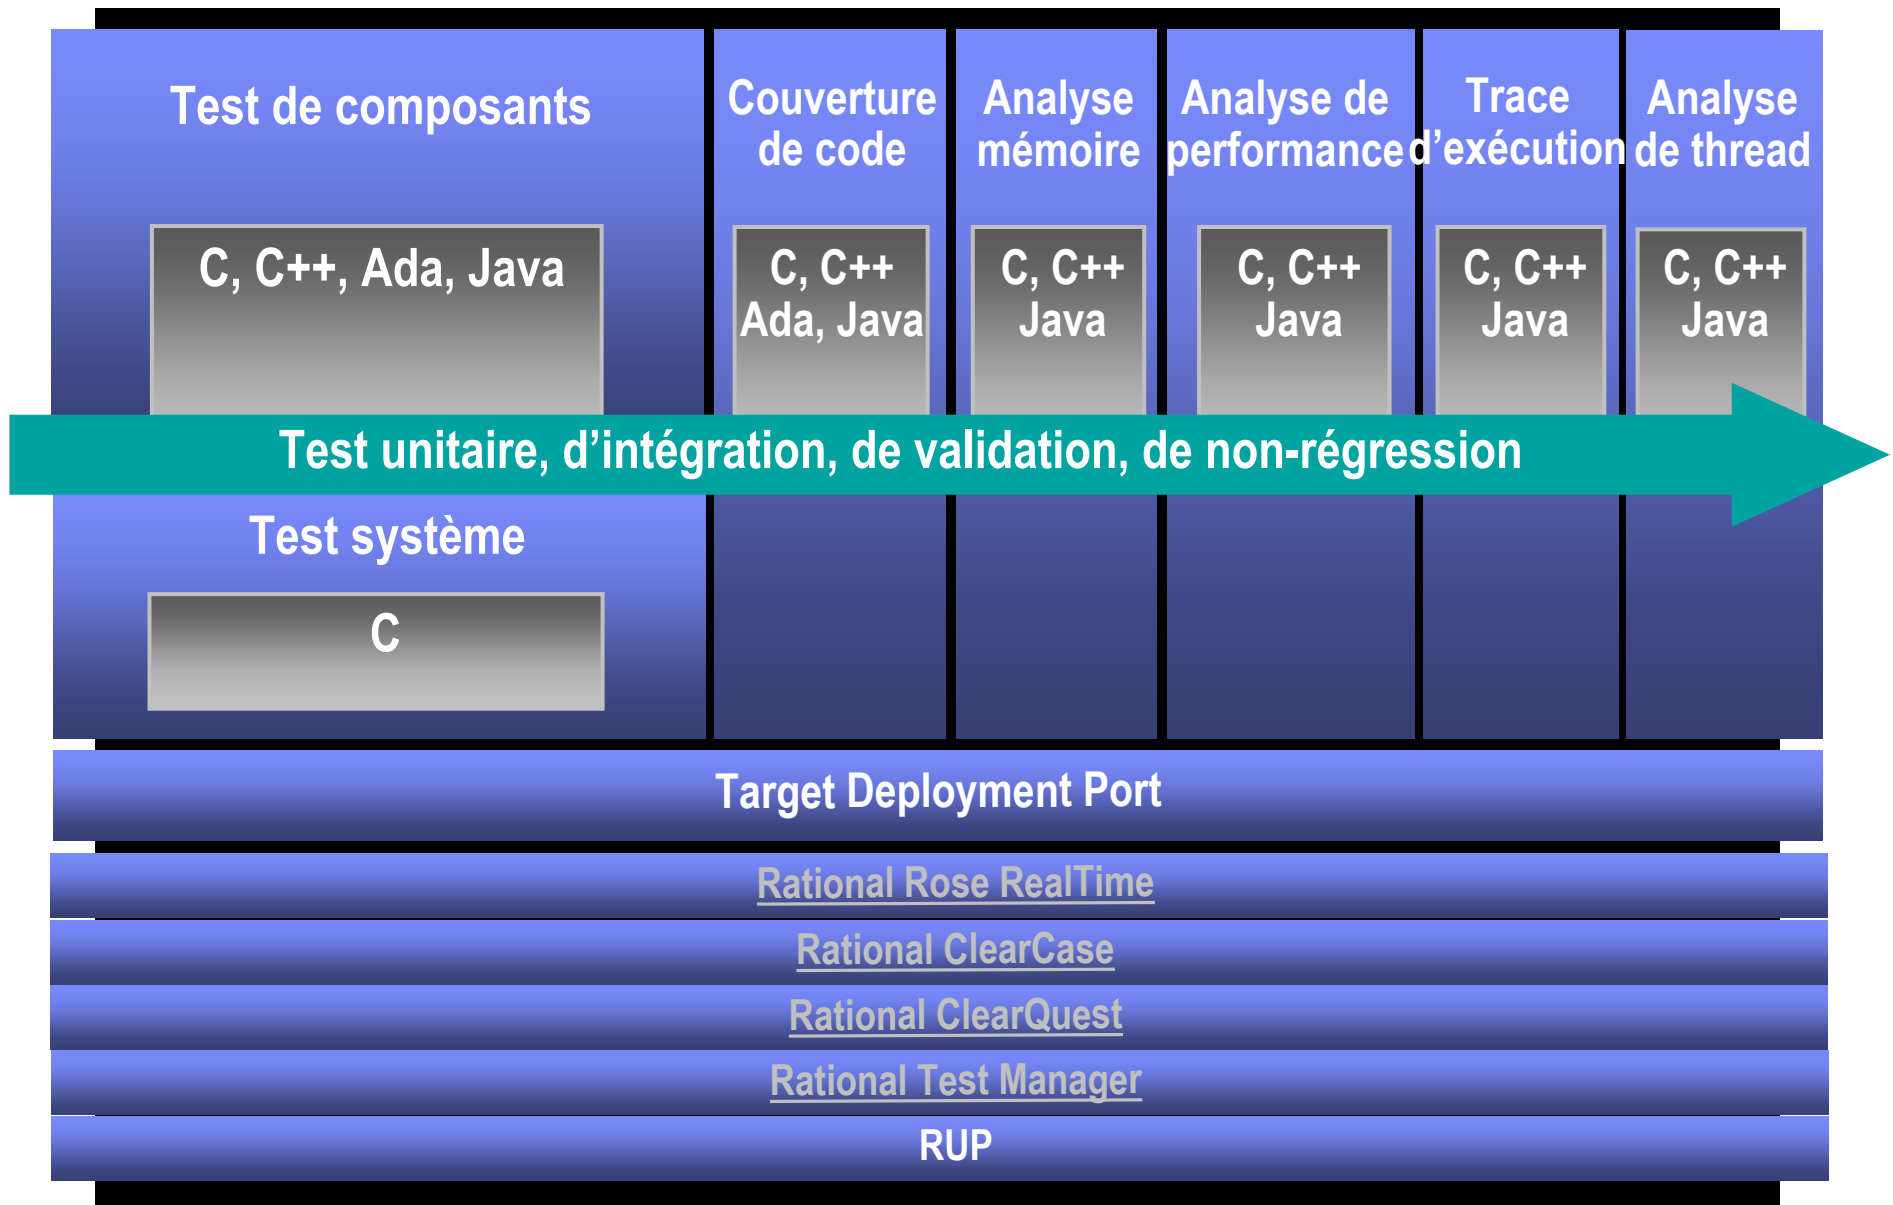 Test de composants
C, C++, Ada, Java
Couverture
de code
C, C++
Ada, Java
Analyse
mémoire
C, C++
Java
Analyse de
performance
C, C++
Java
Trace
d’exécution
C, C++
Java
Analyse
de thread
C, C++
Java
Test unitaire, d’intégration, de validation, de non-régression
Test système
C
Target Deployment Port
Rational Rose RealTime
Rational ClearCase
Rational ClearQuest
Rational Test Manager
RUP